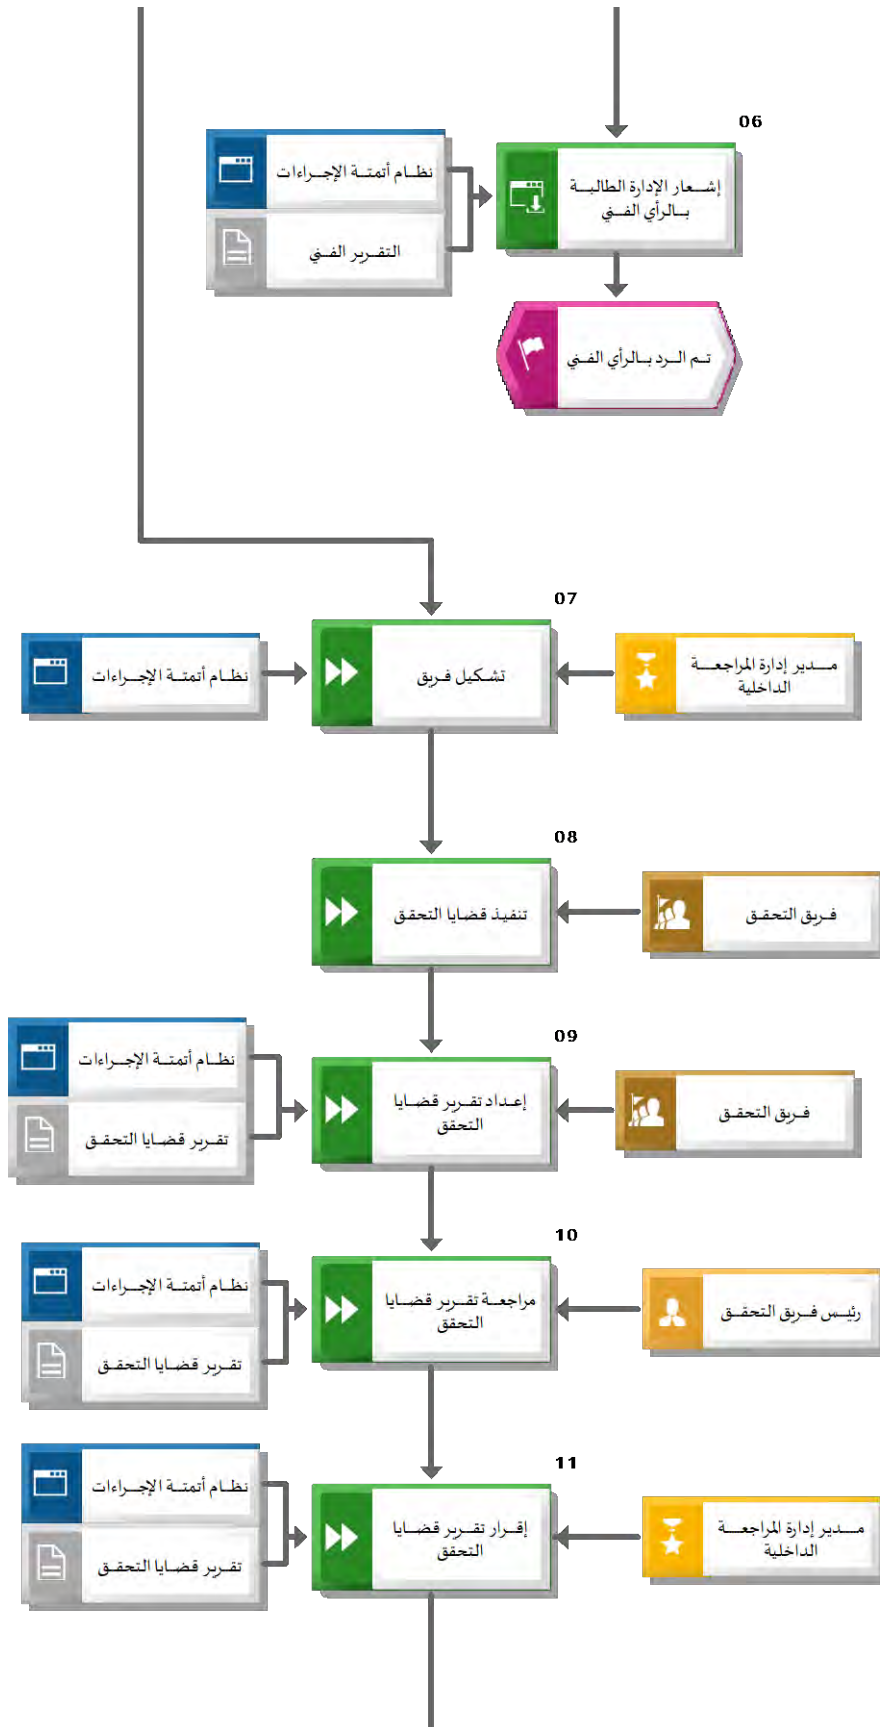 06
إشعار الإدارة الطالبة
بالرأي الفني
نظام أتمتة الإجراءات
التقرير الفني
تم الرد بالرأي الفني
07
مدير إدارة المراجعة
الداخلية
تشكيل فريق
نظام أتمتة الإجراءات
08
فريق التحقق
تنفيذ قضايا التحقق
09
فريق التحقق
إعداد تقرير قضايا
التحقق
نظام أتمتة الإجراءات
تقرير قضايا التحقق
10
رئيس فريق التحقق
مراجعة تقرير قضايا
التحقق
نظام أتمتة الإجراءات
تقرير قضايا التحقق
11
مدير إدارة المراجعة
الداخلية
إقرار تقرير قضايا
التحقق
نظام أتمتة الإجراءات
تقرير قضايا التحقق